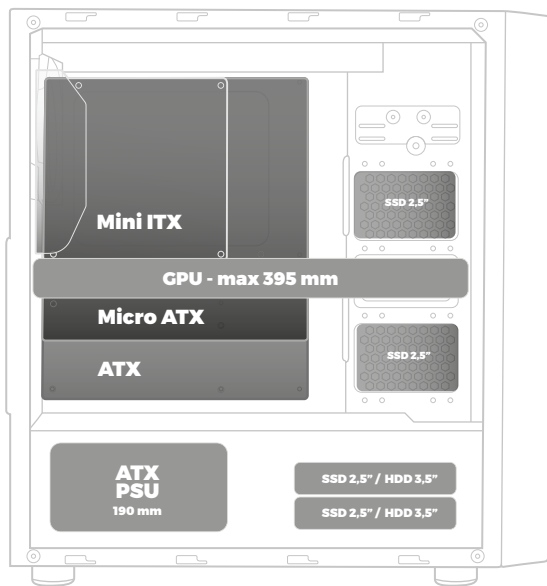 SSD 2,5”
Mini ITX
GPU - max 395 mm
Micro ATX
SSD 2,5”
ATX
ATX
PSU
190 mm
SSD 2,5” / HDD 3,5”
SSD 2,5” / HDD 3,5”